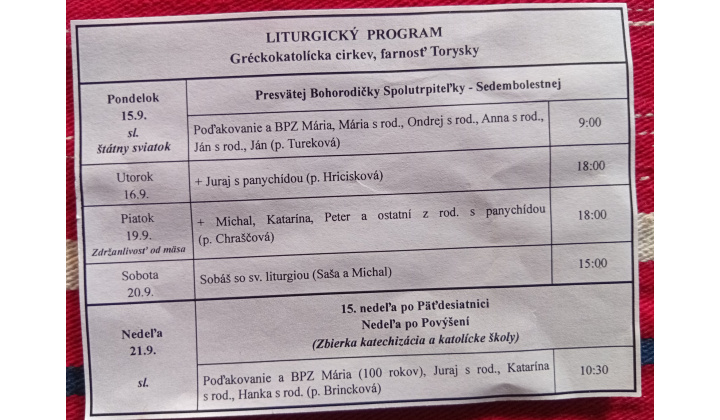 LITURGICKÝ PROGRAM
Gréckokatolícka cirkev, farnosť Torysky
Pondelok
15.9.
sl.
štátny sviatok
Presvätej Bohorodičky Spolutrpiteľky - Sedembolestnej
Poďakovanie a BPZ Mária, Mária s rod., Ondrej s rod., Anna s rod.,
Ján s rod., Ján (p. Tureková)
9:00
Utorok
16.9.
+ Juraj s panychídou (p. Hricisková)
18:00
Piatok
19.9.
Zdržanlivosť od mäsa
+ Michal, Katarína, Peter a ostatní z rod. s panychídou
(p. Chraščová)
18:00
Sobota
20.9.
Sobáš so sv. liturgiou (Saša a Michal)
15:00
Nedeľa
21.9.
sl.
15. nedeľa po Päťdesiatnici
Nedeľa po Povýšení
(Zbierka katechizácia a katolícke školy)
Poďakovanie a BPZ Mária (100 rokov), Juraj s rod., Katarína
s rod., Hanka s rod. (p. Brincková)
10:30